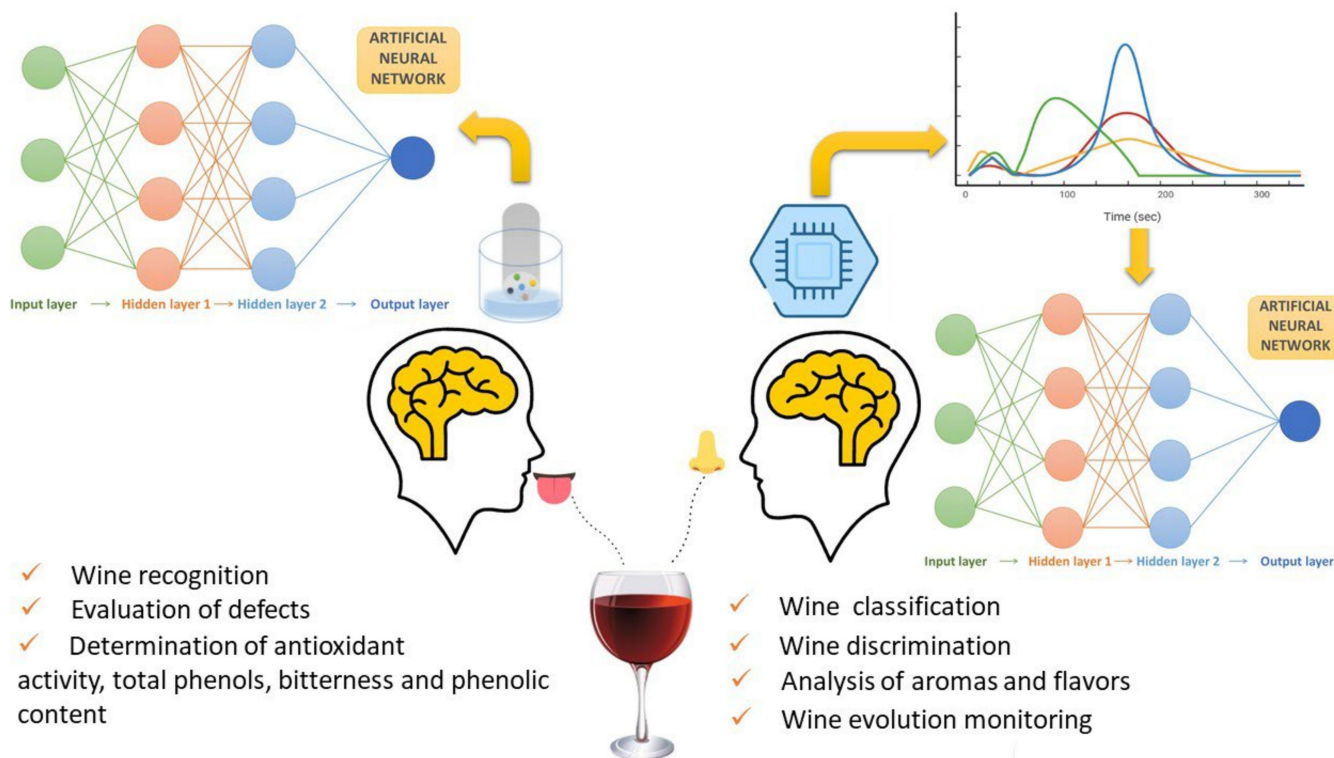 ARTIFICIAL
NEURAL
NETWORK
Input layer → Hidden layer 1 → Hidden layer 2 → Output layer
0 100 200 300
Time (sec)
ARTIFICIAL
NEURAL
NETWORK
Input layer → Hidden layer 1 → Hidden layer 2 → Output layer
✓ Wine recognition
✓ Evaluation of defects
✓ Determination of antioxidant
activity, total phenols, bitterness and phenolic
content
✓ Wine classification
✓ Wine discrimination
✓ Analysis of aromas and flavors
✓ Wine evolution monitoring